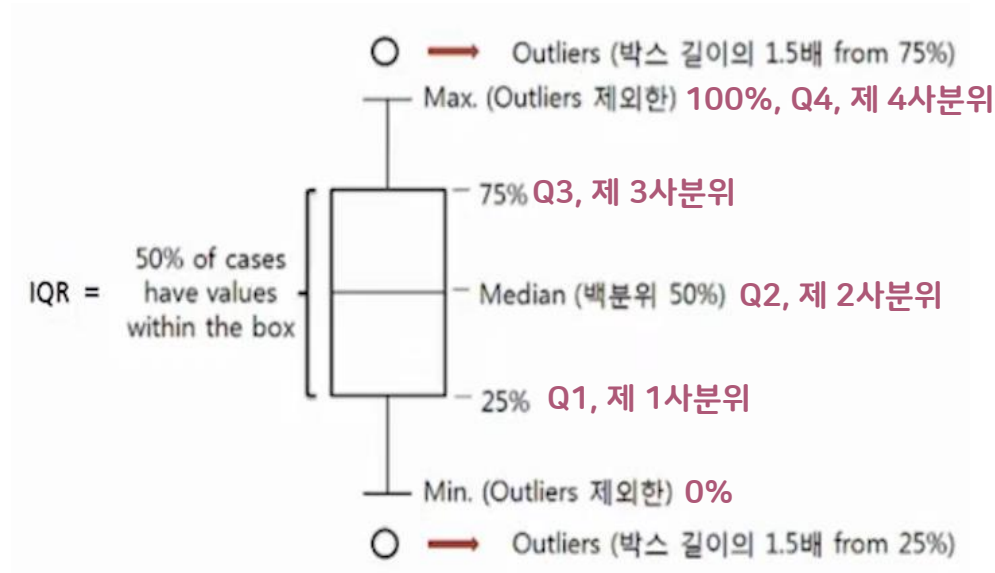 Outliers (박스 길이의 1.5배 from 75%)
Max. (Outliers 제외한) 100%, Q4, 제 4사분위
75% Q3, 제 3사분위
50% of cases
IQR = have values
within the box
Median (백분위 50%) Q2, 제 2사분위
25% Q1, 제 1사분위
Min. (Outliers 제외한) 0%
Outliers (박스 길이의 1.5배 from 25%)